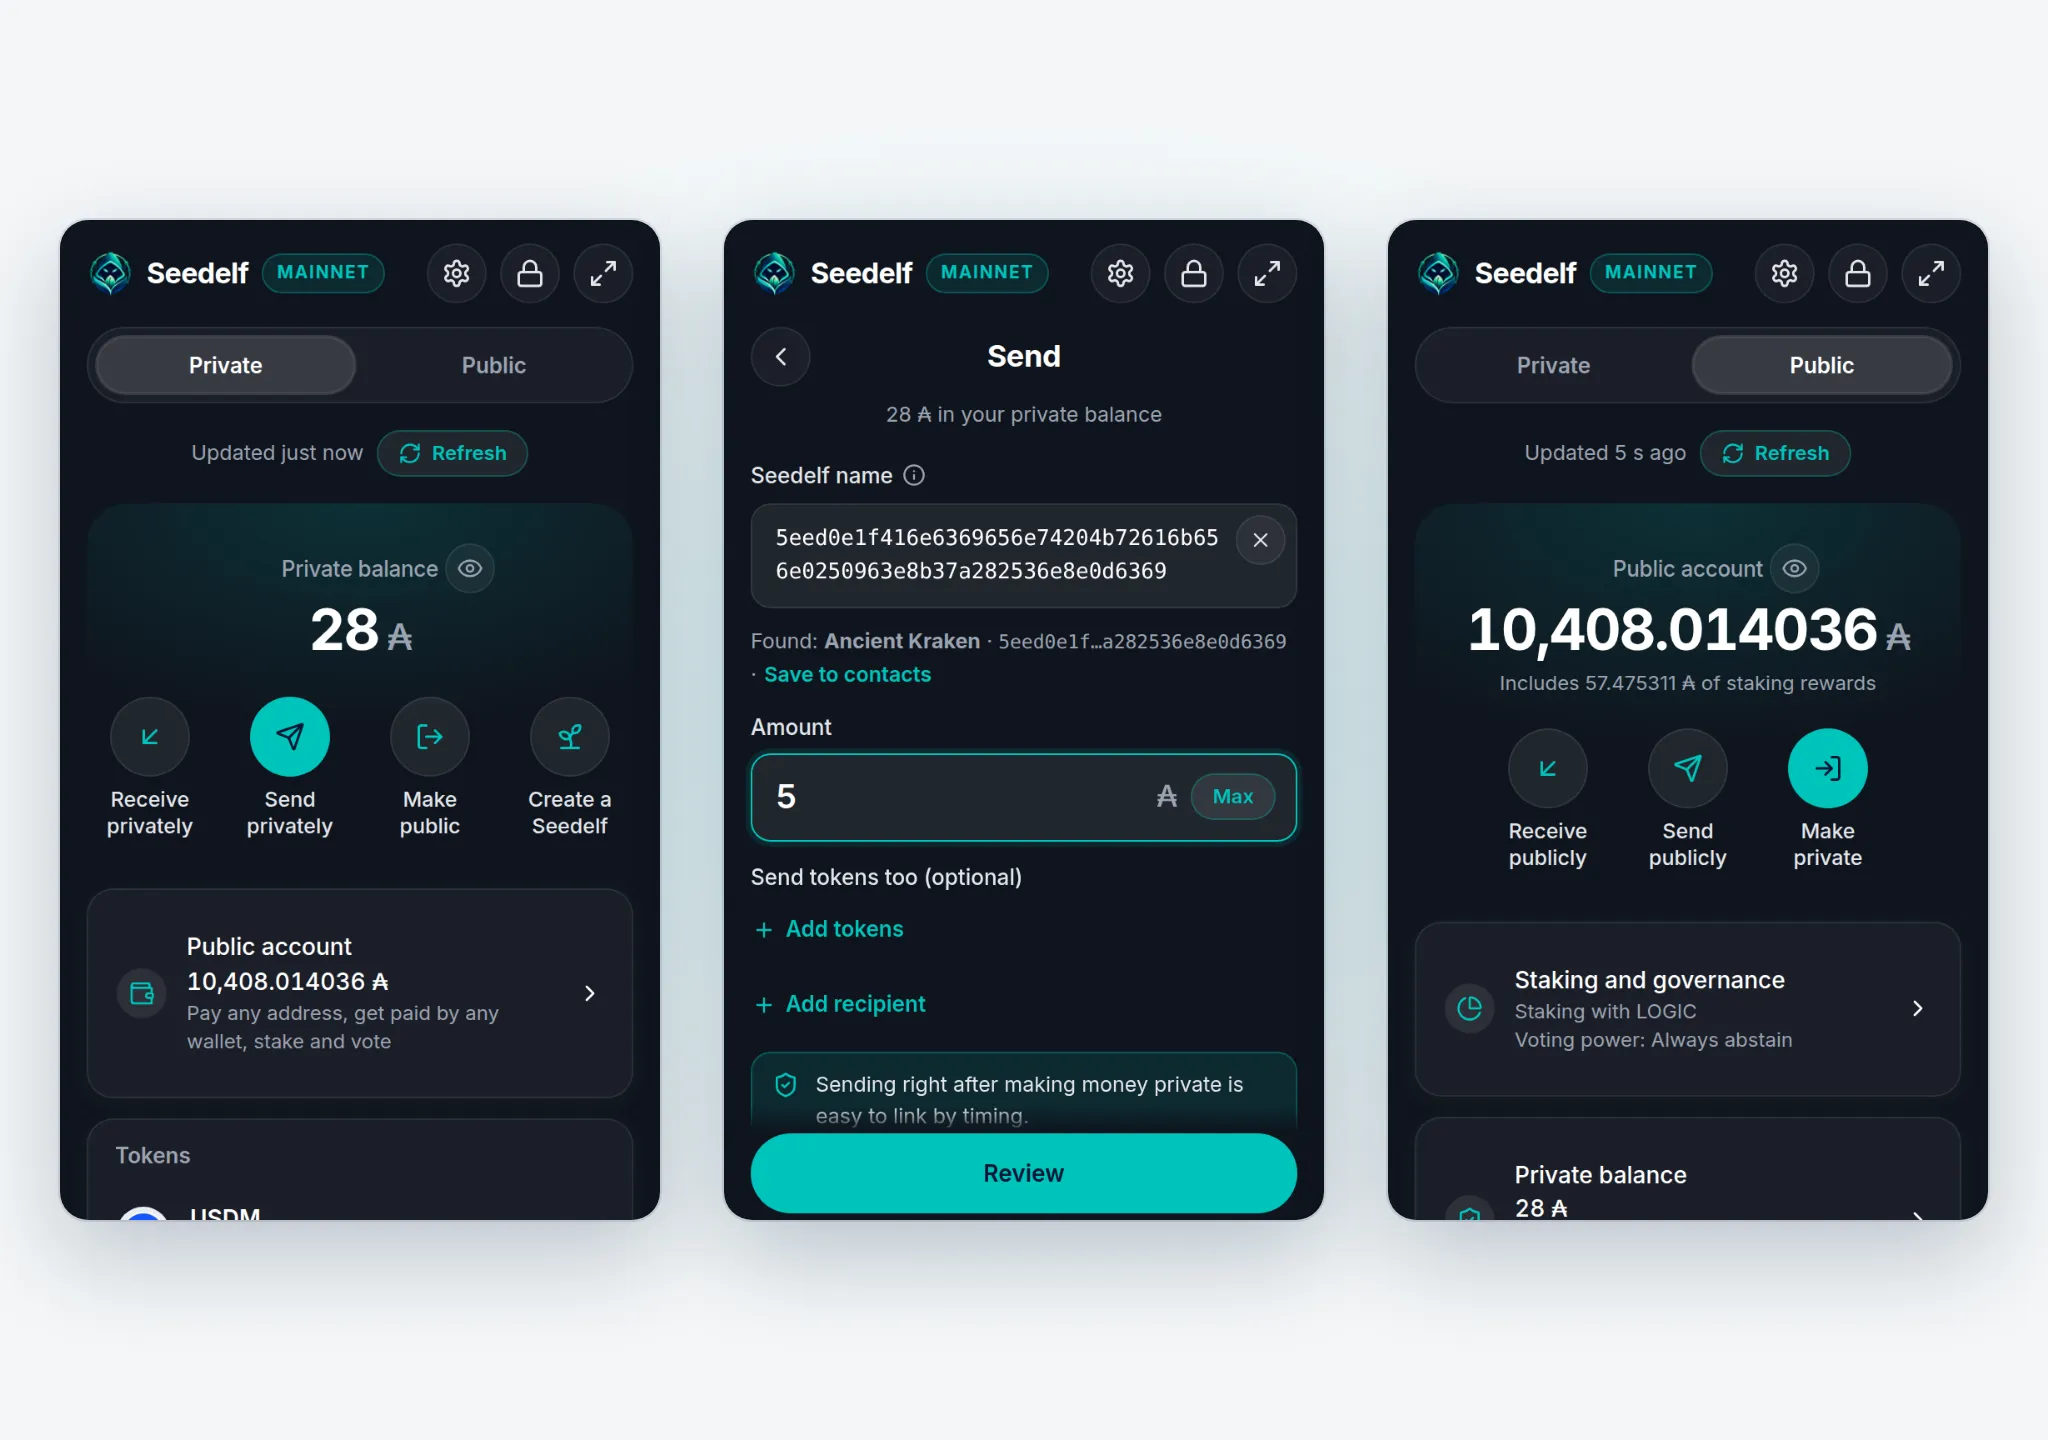 Seedelf MAINNET
Private Public
Updated just now Refresh
Private balance
28 ₳
Receive privately
Send privately
Make public
Create a Seedelf
Public account
10,408.014036 ₳
Pay any address, get paid by any
wallet, stake and vote
Tokens
USDM
Seedelf MAINNET
Send
28 ₳ in your private balance
Seedelf name
5eed0e1f416e6369656e74204b72616b65
6e0250963e8b37a282536e8e0d6369
Found: Ancient Kraken · 5eed0e1f…a282536e8e0d6369
· Save to contacts
Amount
5 ₳ Max
Send tokens too (optional)
+ Add tokens
+ Add recipient
Sending right after making money private is
easy to link by timing.
Review
Seedelf MAINNET
Private Public
Updated 5 s ago Refresh
Public account
10,408.014036 ₳
Includes 57.475311 ₳ of staking rewards
Receive publicly
Send publicly
Make private
Staking and governance
Staking with LOGIC
Voting power: Always abstain
Private balance
28 ₳